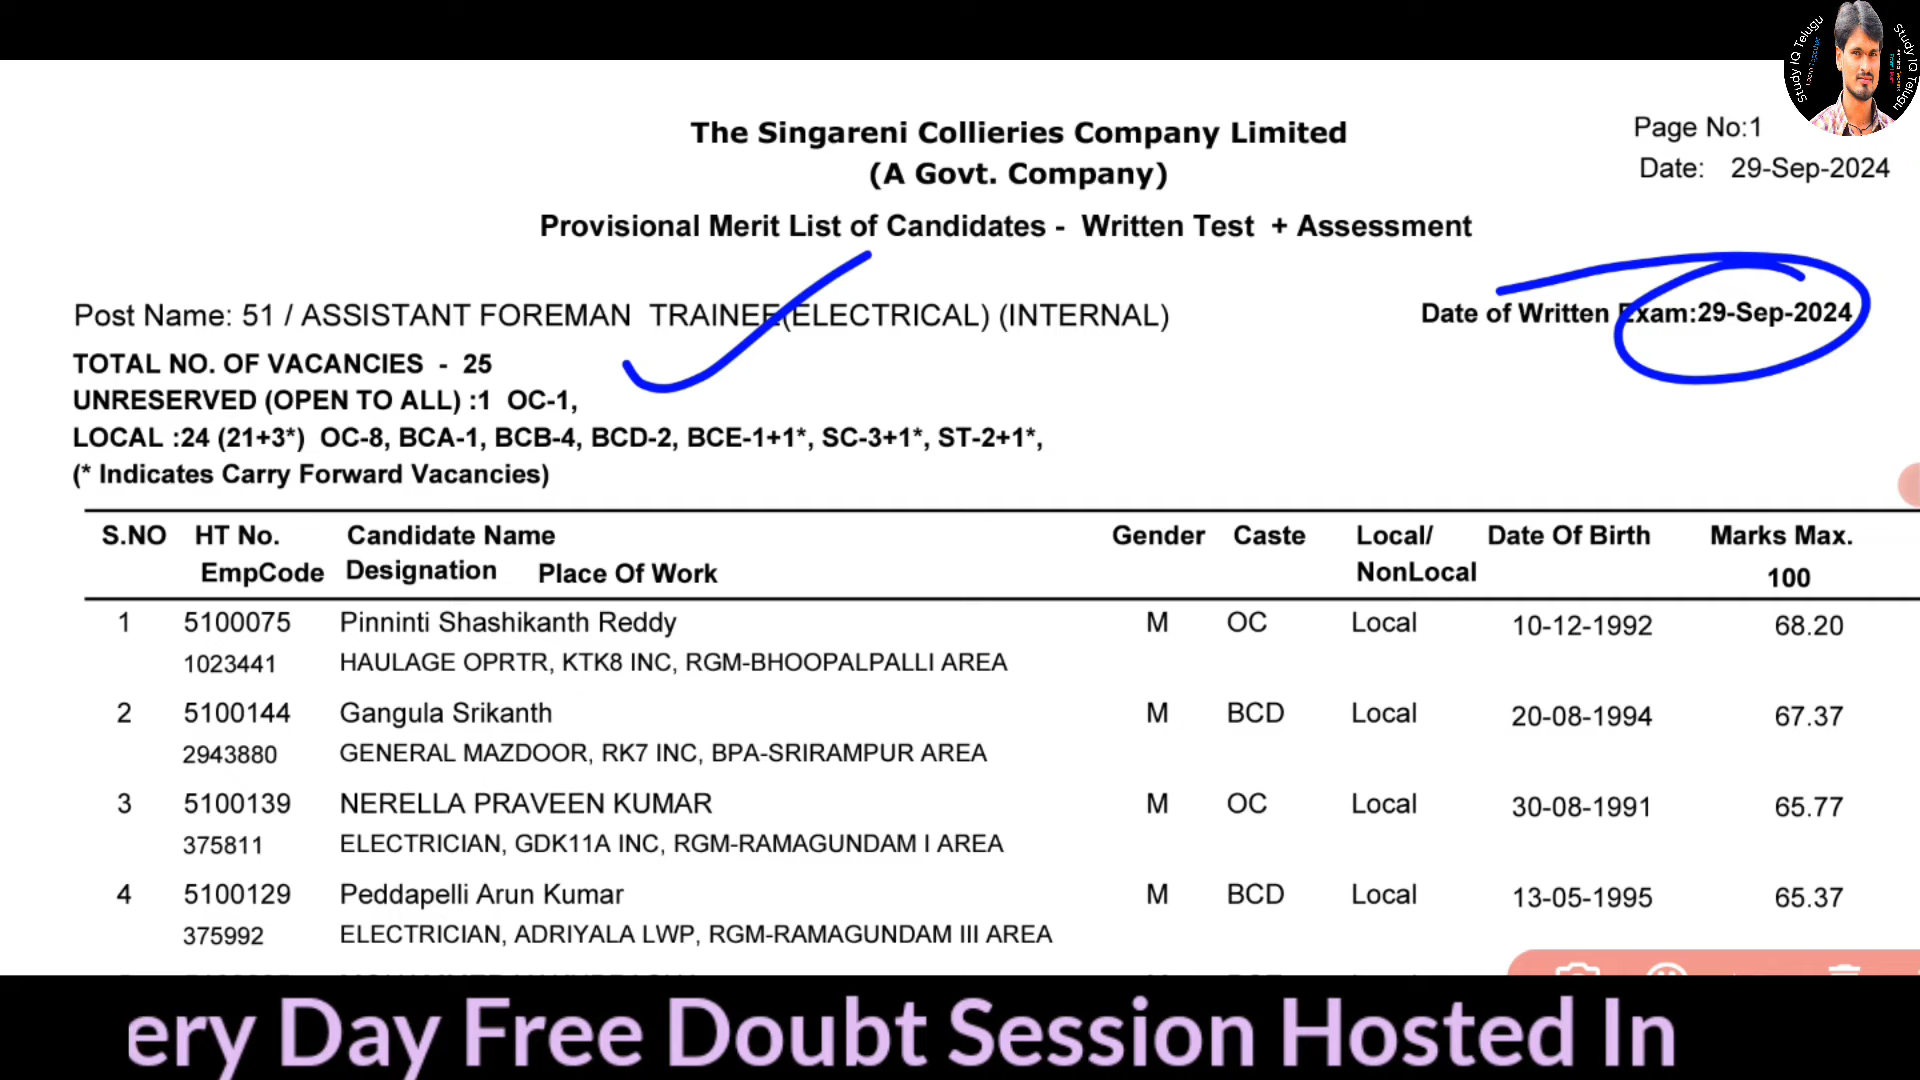 Study IQ Telugu
Study IQ Telugu
The Singareni Collieries Company Limited
Page No:1
(A Govt. Company)
Date: 29-Sep-2024
Provisional Merit List of Candidates - Written Test + Assessment
Post Name: 51 / ASSISTANT FOREMAN TRAINEE(ELECTRICAL) (INTERNAL)
Date of Written Exam:29-Sep-2024
TOTAL NO. OF VACANCIES - 25
UNRESERVED (OPEN TO ALL) :1 OC-1,
LOCAL :24 (21+3*) OC-8, BCA-1, BCB-4, BCD-2, BCE-1+1*, SC-3+1*, ST-2+1*,
(* Indicates Carry Forward Vacancies)
S.NO HT No. Candidate Name Gender Caste Local/ Date Of Birth Marks Max.
EmpCode Designation Place Of Work NonLocal 100
1 5100075 Pinninti Shashikanth Reddy M OC Local 10-12-1992 68.20
1023441 HAULAGE OPRTR, KTK8 INC, RGM-BHOOPALPALLI AREA
2 5100144 Gangula Srikanth M BCD Local 20-08-1994 67.37
2943880 GENERAL MAZDOOR, RK7 INC, BPA-SRIRAMPUR AREA
3 5100139 NERELLA PRAVEEN KUMAR M OC Local 30-08-1991 65.77
375811 ELECTRICIAN, GDK11A INC, RGM-RAMAGUNDAM I AREA
4 5100129 Peddapelli Arun Kumar M BCD Local 13-05-1995 65.37
375992 ELECTRICIAN, ADRIYALA LWP, RGM-RAMAGUNDAM III AREA
ery Day Free Doubt Session Hosted In